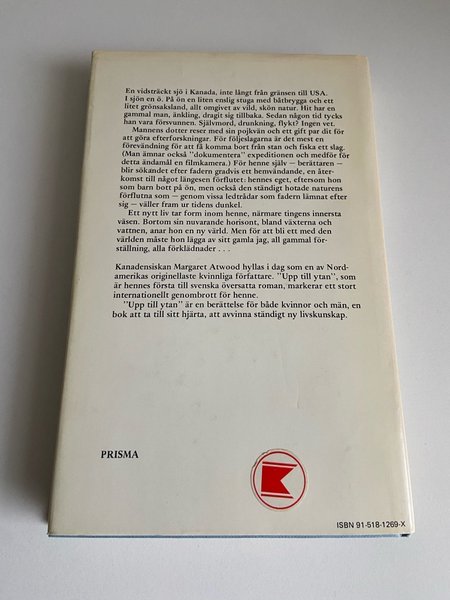 En vidsträckt sjö i Kanada, inte långt från gränsen till USA.
I sjön en ö. På ön en liten enslig stuga med båtbrygga och ett
litet grönsaksland, allt omgivet av vild, skön natur. Hit har en
gammal man, änkling, dragit sig tillbaka. Sedan någon tid tycks
han vara försvunnen. Självmord, drunkning, flykt? Ingen vet.
Mannens dotter reser med sin pojkvän och ett gift par dit för
att göra efterforskningar. För följeslagarna är det mest en
förevändning för att få komma bort från stan och fiska ett slag.
(Man ämnar också "dokumentera" expeditionen och medför för
detta ändamål en filmkamera.) För henne själv – berättaren –
blir sökandet efter fadern gradvis ett hemvändande, en åter-
komst till något längesen förflutet: hennes eget, eftersom hon
som barn bott på ön, men också den ständigt hotade naturens
förflutna som – genom vissa ledtrådar som fadern lämnat efter
sig – väller fram ur tidens dunkel.
Ett nytt liv tar form inom henne, närmare tingens innersta
väsen. Bortom sin nuvarande horisont, bland växterna och
vattnen, anar hon en ny värld. Men för att bli ett med den
världen måste hon lägga av sitt gamla jag, all gammal för-
ställning, alla förklädnader . . .
Kanadensiskan Margaret Atwood hyllas i dag som en av Nord-
amerikas originellaste kvinnliga författare. "Upp till ytan", som
är hennes första till svenska översatta roman, markerar ett stort
internationellt genombrott för henne.
"Upp till ytan" är en berättelse för både kvinnor och män, en
bok att ta till sitt hjärta, att avvinna ständigt ny livskunskap.
PRISMA
ISBN 91-518-1269-X